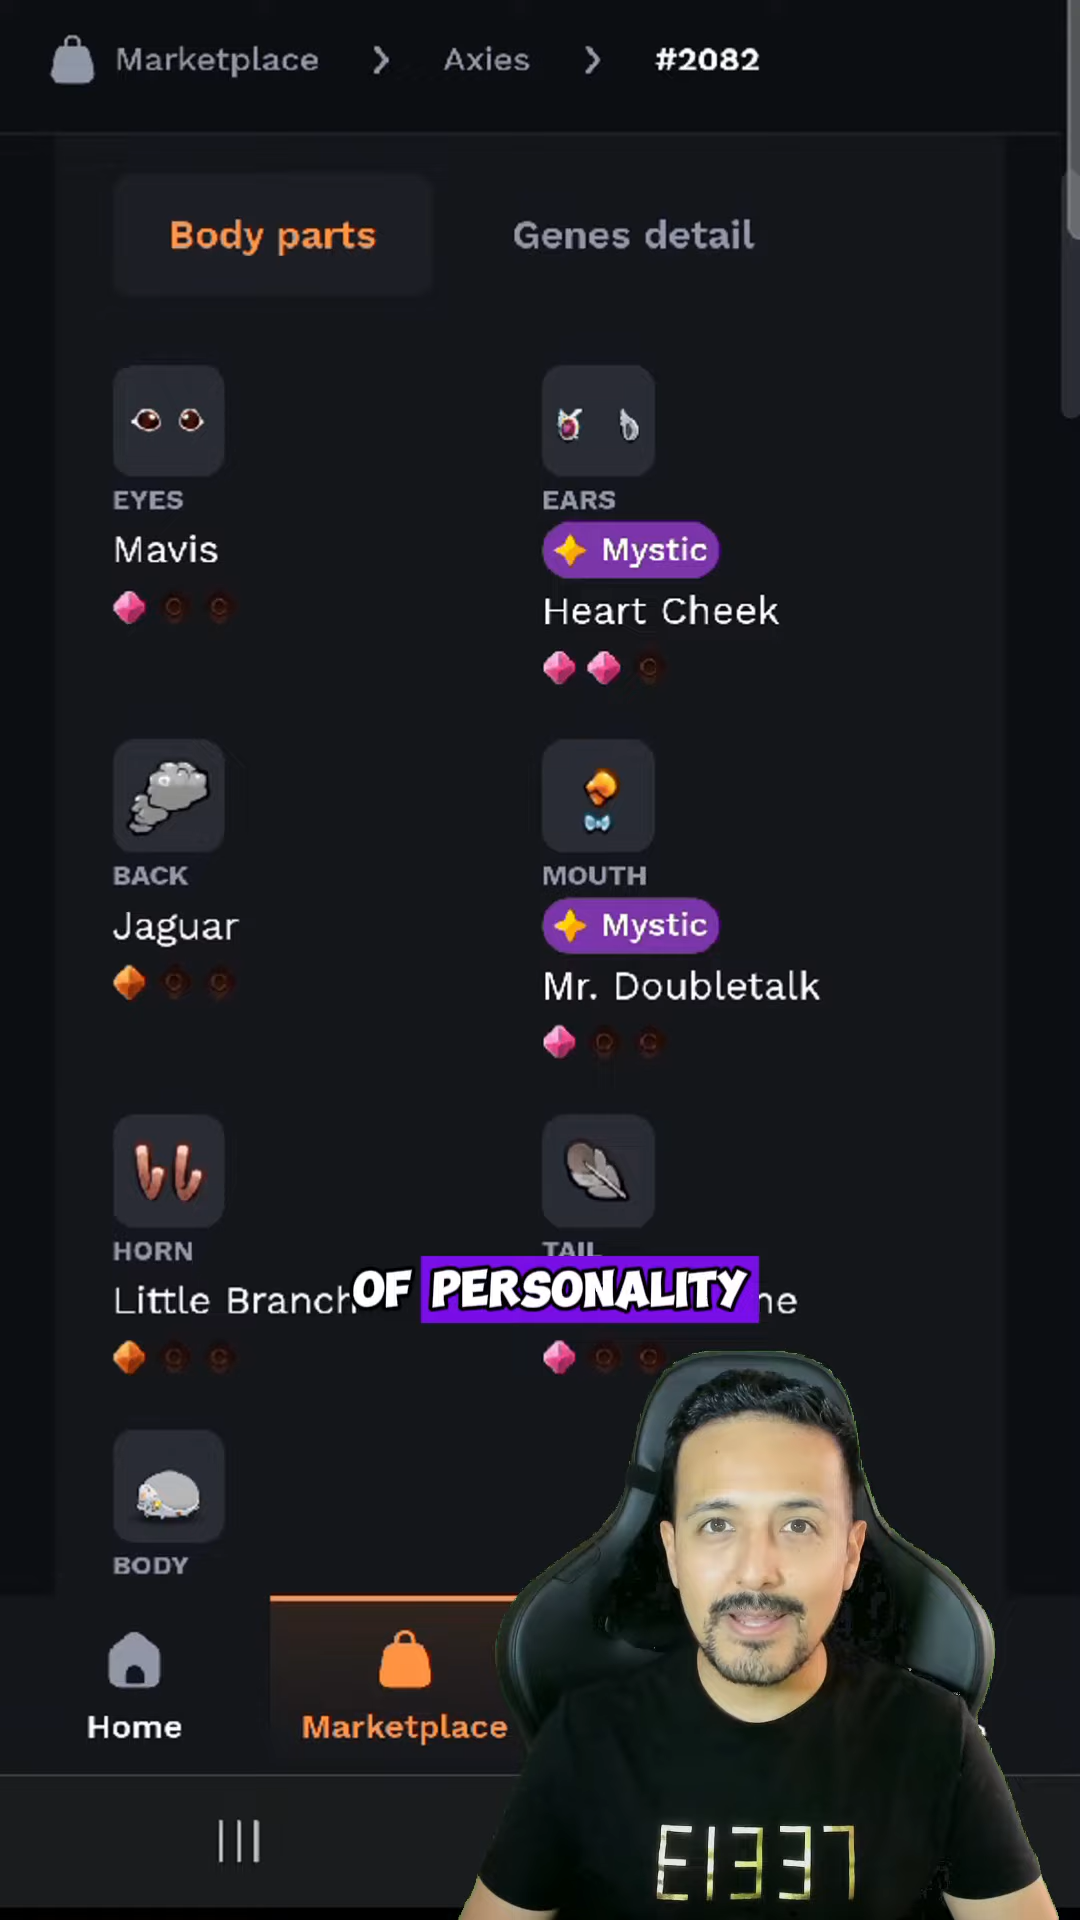 Marketplace > Axies > #2082
Body parts
Genes detail
EYES
Mavis
EARS
Mystic
Heart Cheek
BACK
Jaguar
MOUTH
Mystic
Mr. Doubletalk
HORN
Little Branch
TAIL
OF PERSONALITY
BODY
Home
Marketplace
E1337